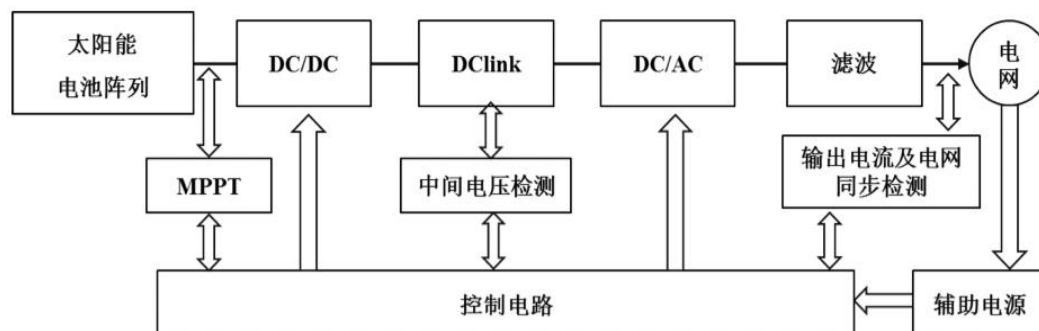 太阳能
电池阵列
DC/DC
DClink
DC/AC
滤波
电
网
MPPT
中间电压检测
输出电流及电网
同步检测
控制电路
辅助电源